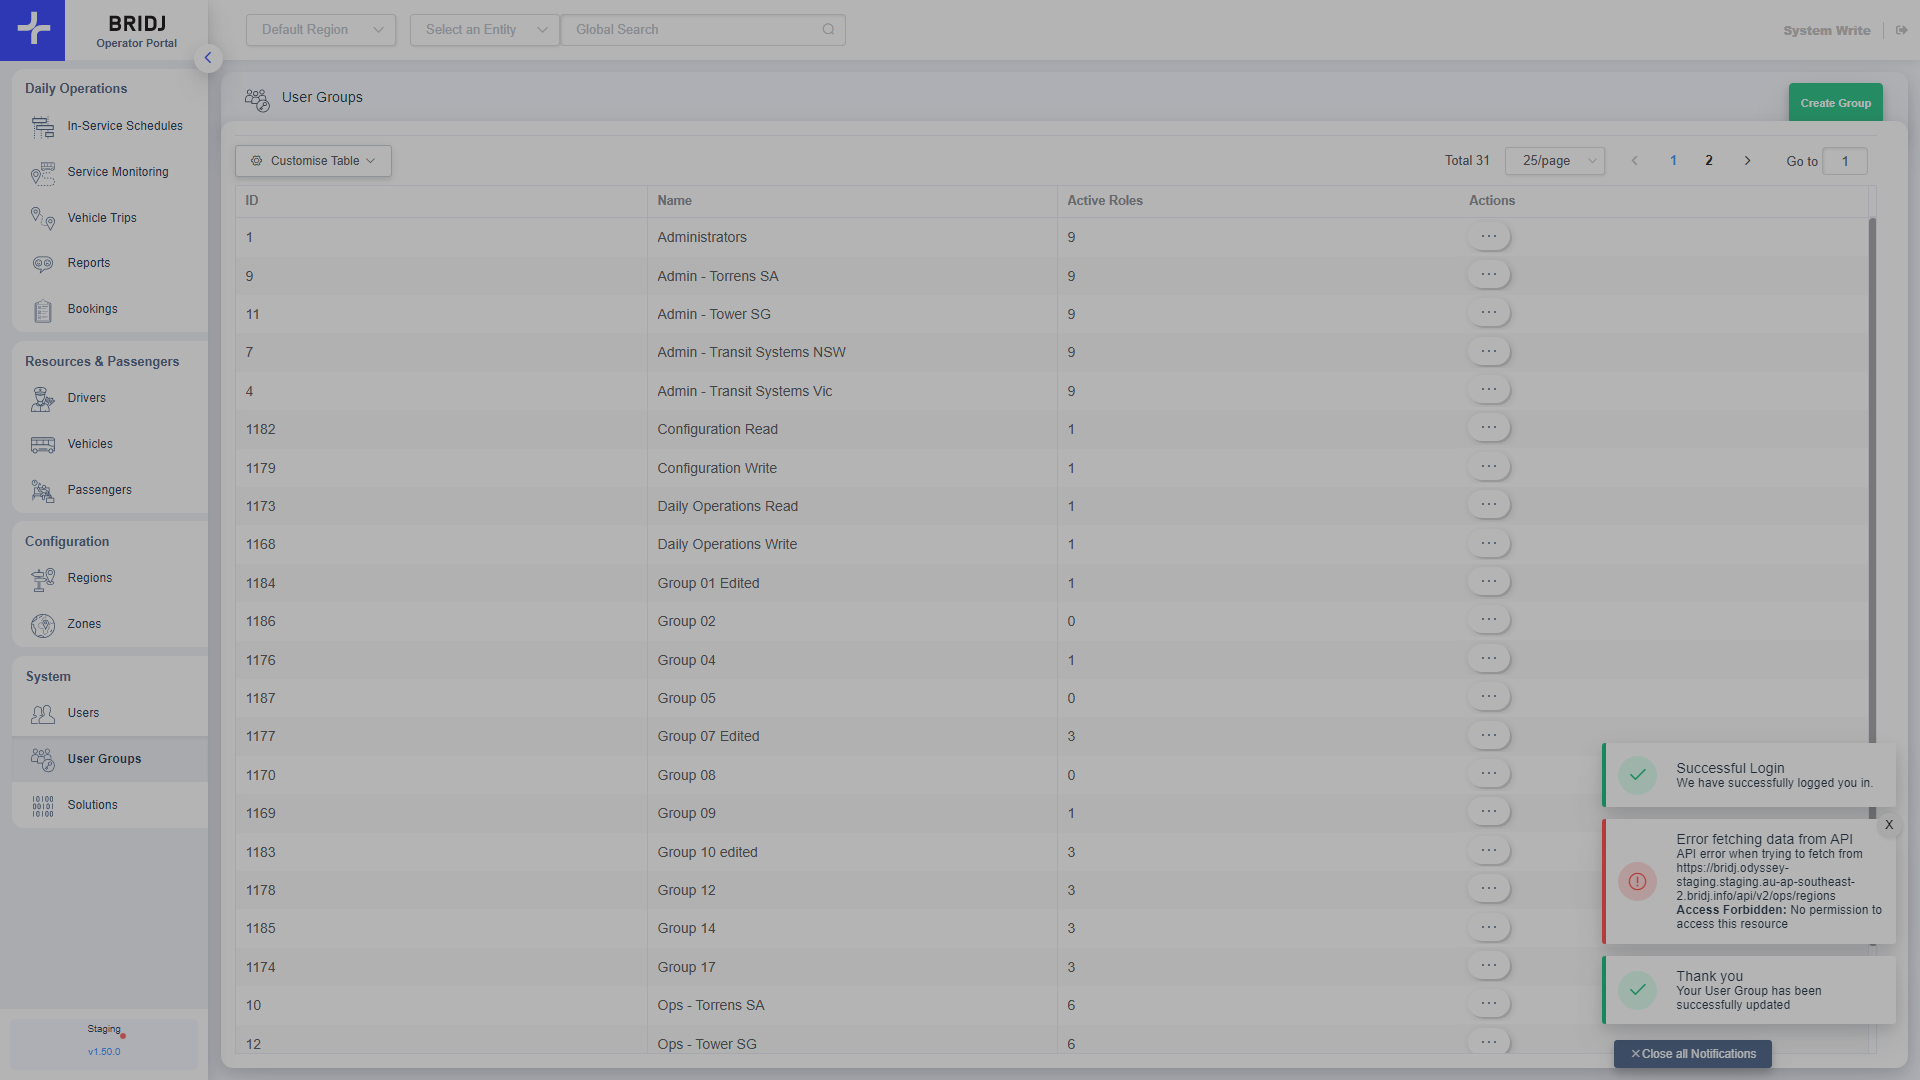 BRIDJ
Operator Portal
Default Region
Select an Entity
Global Search
System Write
Daily Operations
In-Service Schedules
Service Monitoring
Vehicle Trips
Reports
Bookings
Resources & Passengers
Drivers
Vehicles
Passengers
Configuration
Regions
Zones
System
Users
User Groups
Solutions
Staging
v1.50.0
User Groups
Create Group
Customise Table
Total 31
25/page
1
2
Go to
1
ID Name Active Roles Actions
1 Administrators 9
9 Admin - Torrens SA 9
11 Admin - Tower SG 9
7 Admin - Transit Systems NSW 9
4 Admin - Transit Systems Vic 9
1182 Configuration Read 1
1179 Configuration Write 1
1173 Daily Operations Read 1
1168 Daily Operations Write 1
1184 Group 01 Edited 1
1186 Group 02 0
1176 Group 04 1
1187 Group 05 0
1177 Group 07 Edited 3
1170 Group 08 0
1169 Group 09 1
1183 Group 10 edited 3
1178 Group 12 3
1185 Group 14 3
1174 Group 17 3
10 Ops - Torrens SA 6
12 Ops - Tower SG 6
Successful Login
We have successfully logged you in.
X
Error fetching data from API
API error when trying to fetch from
https://bridj.odyssey-
staging.staging.au-ap-southeast-
2.bridj.info/api/v2/ops/regions
Access Forbidden: No permission to
access this resource
Thank you
Your User Group has been
successfully updated
×Close all Notifications